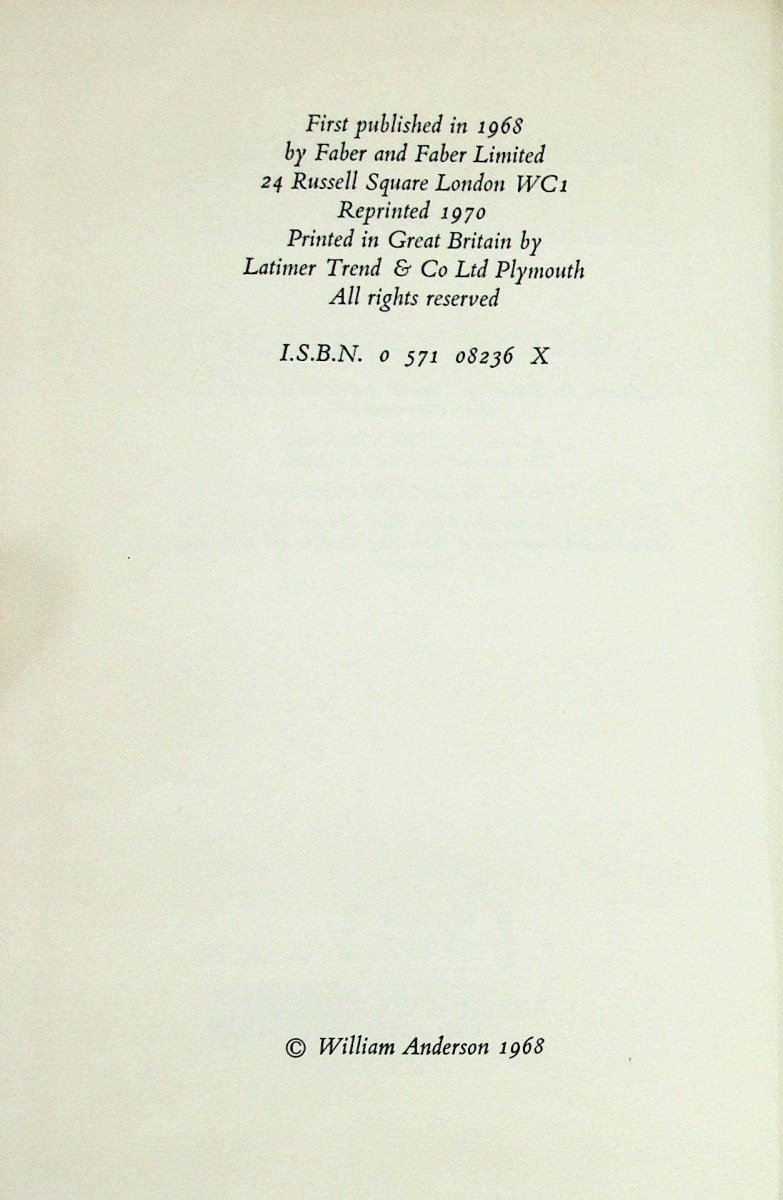 First published in 1968
by Faber and Faber Limited
24 Russell Square London WC1
Reprinted 1970
Printed in Great Britain by
Latimer Trend & Co Ltd Plymouth
All rights reserved
I.S.B.N. 0 571 08236 X
© William Anderson 1968